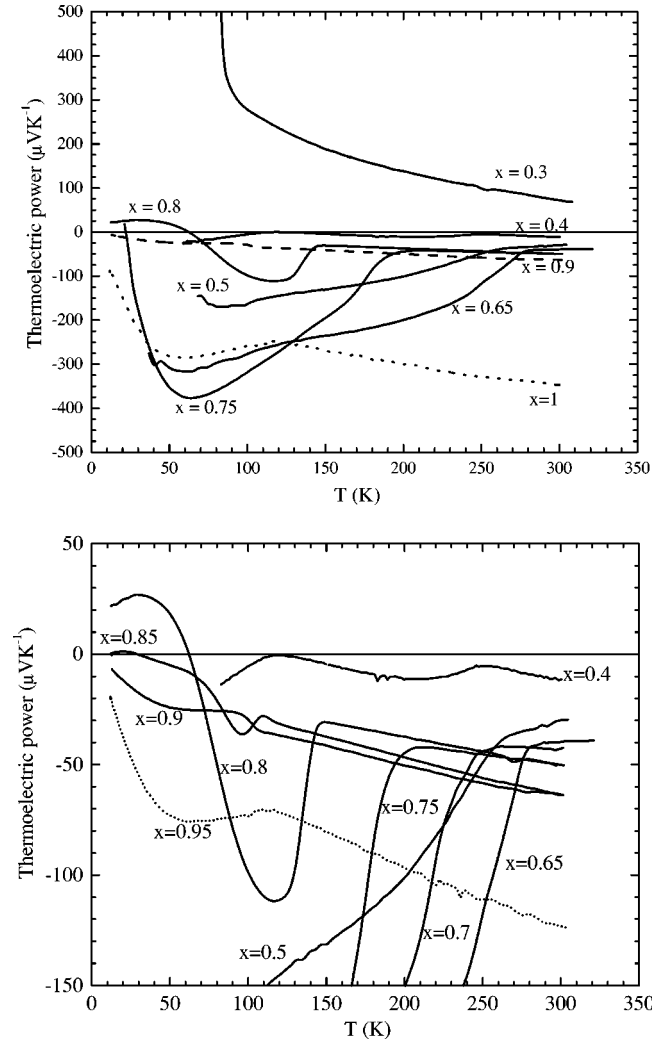 500
400
300
200
100
0
-100
-200
-300
-400
-500
Thermoelectric power (μVK⁻¹)
x = 0.3
x = 0.8
x = 0.4
x = 0.9
x = 0.5
x = 0.65
x = 0.75
x=1
0 50 100 150 200 250 300 350
T (K)
50
0
-50
-100
-150
Thermoelectric power (μVK⁻¹)
x=0.85
x=0.4
x=0.9
x=0.8
x=0.75
x=0.95
x=0.65
x=0.7
x=0.5
0 50 100 150 200 250 300 350
T (K)